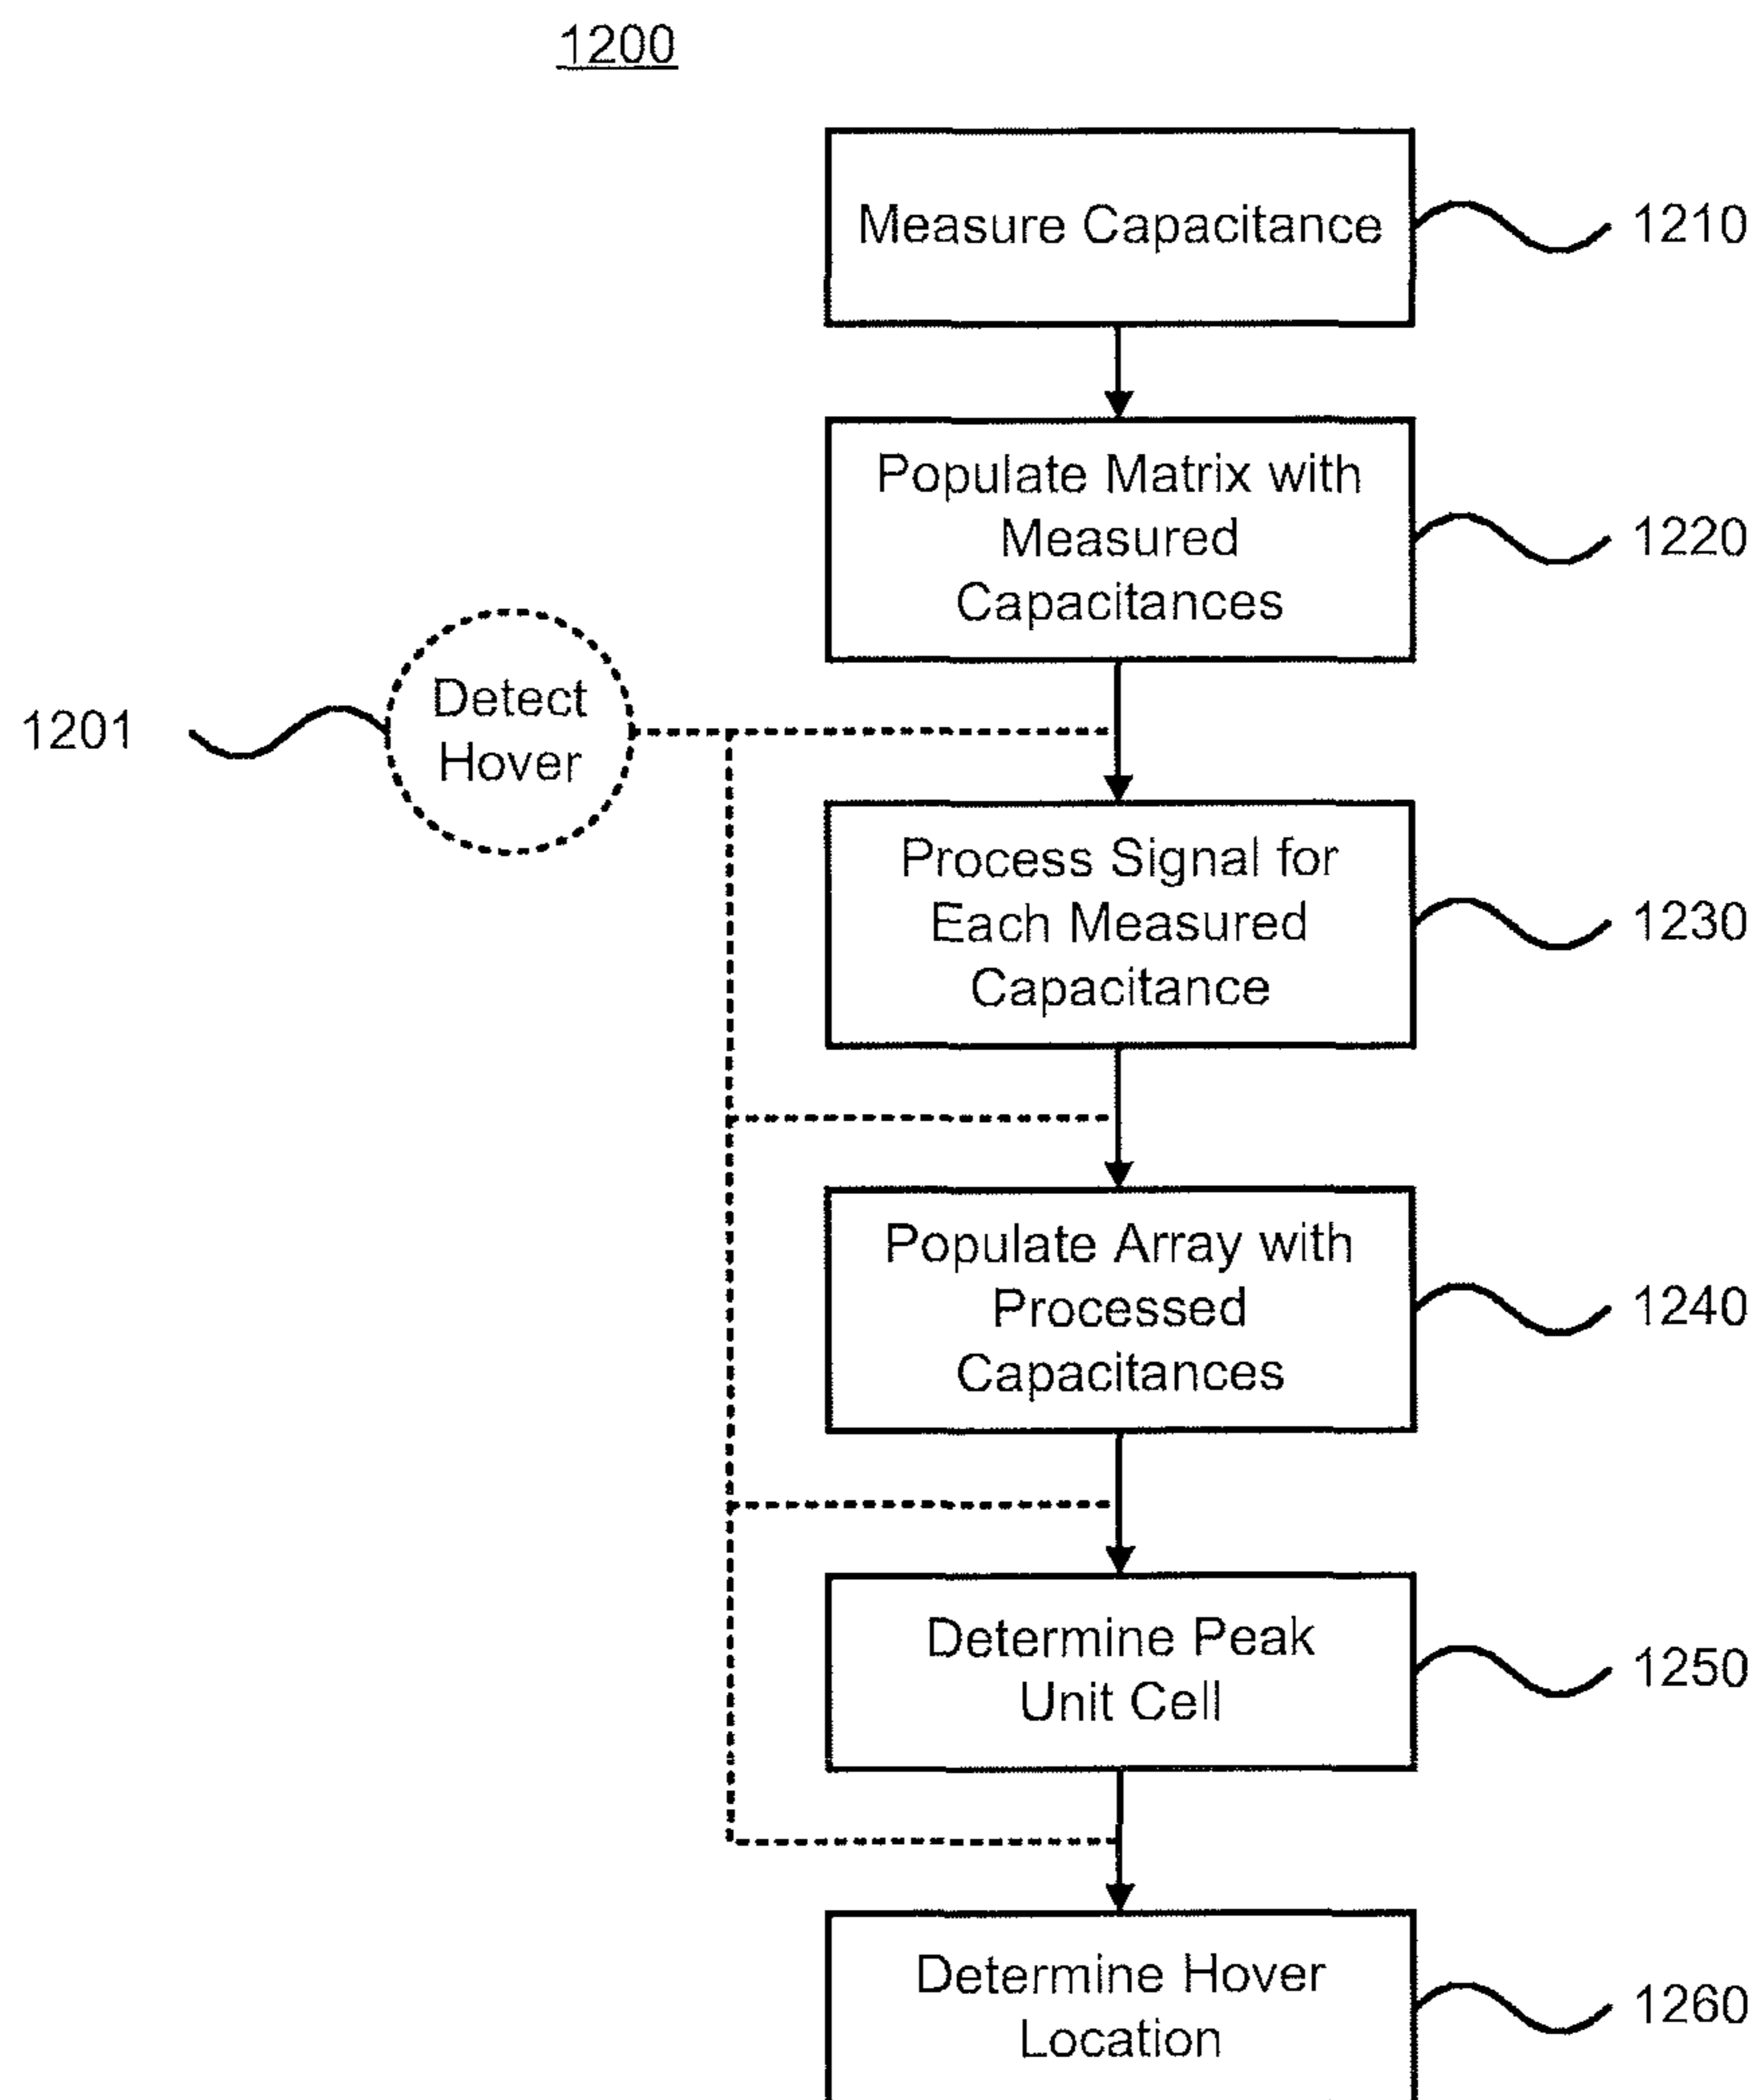 1200
Measure Capacitance
1210
Populate Matrix with
Measured
Capacitances
1220
1201
Detect
Hover
Process Signal for
Each Measured
Capacitance
1230
Populate Array with
Processed
Capacitances
1240
Determine Peak
Unit Cell
1250
Determine Hover
Location
1260